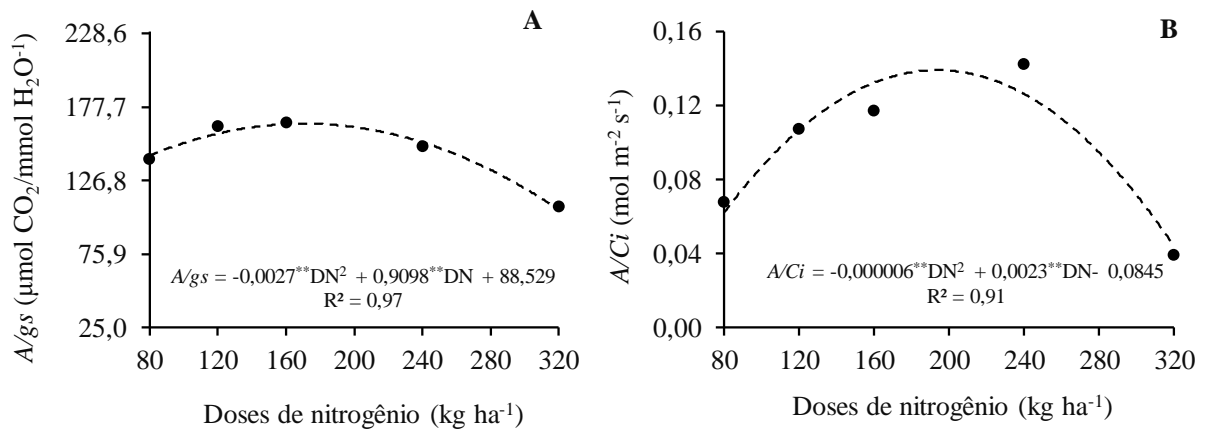 A
228,6
177,7
126,8
75,9
25,0
A/gs (µmol CO2/mmol H2O-1)
A/gs = -0,0027**DN2 + 0,9098**DN + 88,529
R² = 0,97
80 120 160 200 240 280 320
Doses de nitrogênio (kg ha-1)
B
0,16
0,12
0,08
0,04
0,00
A/Ci (mol m-2 s-1)
A/Ci = -0,000006**DN2 + 0,0023**DN- 0,0845
R² = 0,91
80 120 160 200 240 280 320
Doses de nitrogênio (kg ha-1)